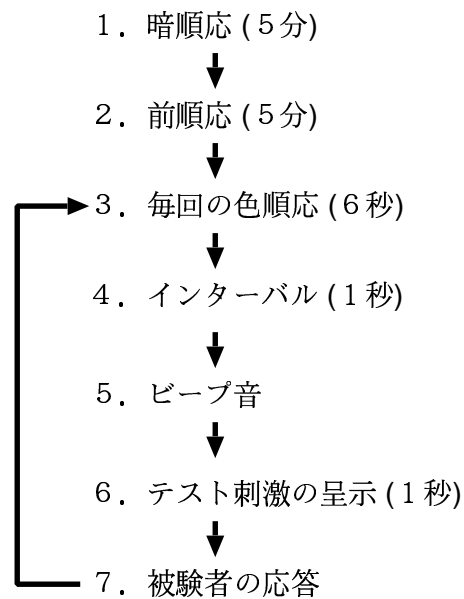 １．暗順応 (５分)
２．前順応 (５分)
３．毎回の色順応 (６秒)
４．インターバル (１秒)
５．ビープ音
６．テスト刺激の呈示 (１秒)
７．被験者の応答